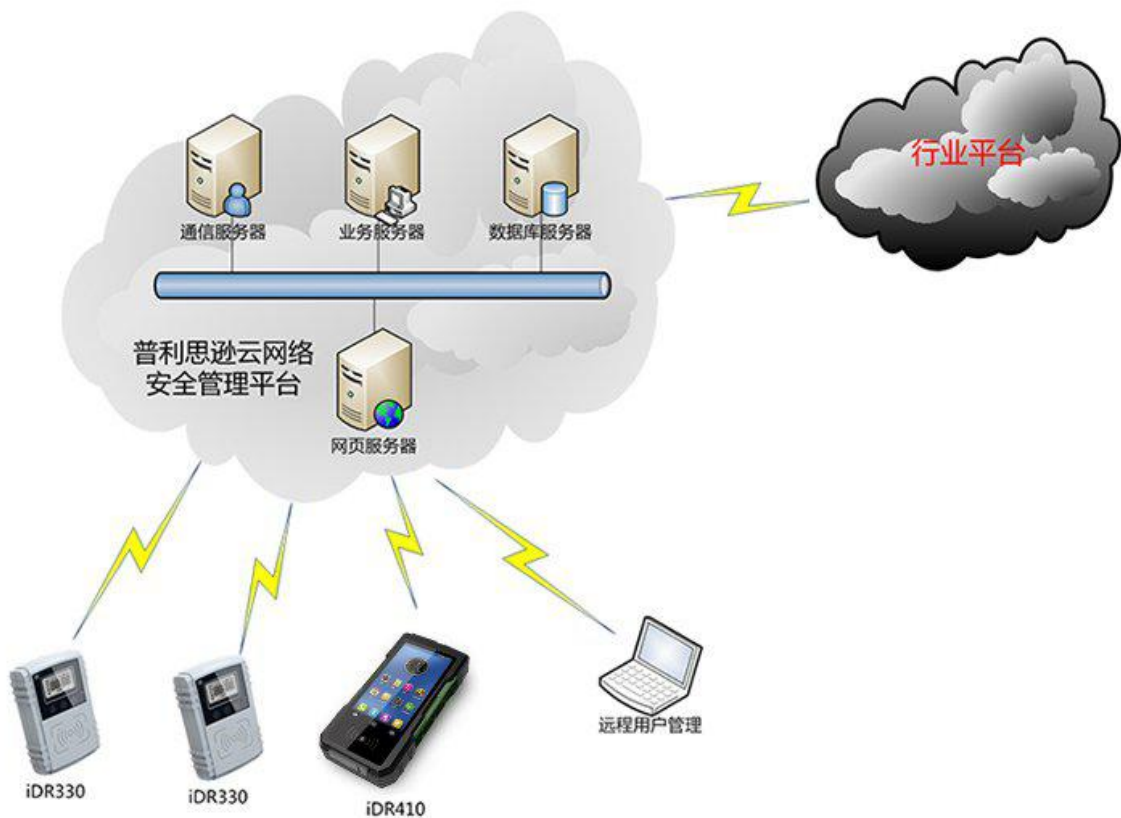 通信服务器
业务服务器
数据库服务器
行业平台
普利思逊云网络
安全管理平台
网页服务器
iDR330
iDR330
iDR410
远程用户管理